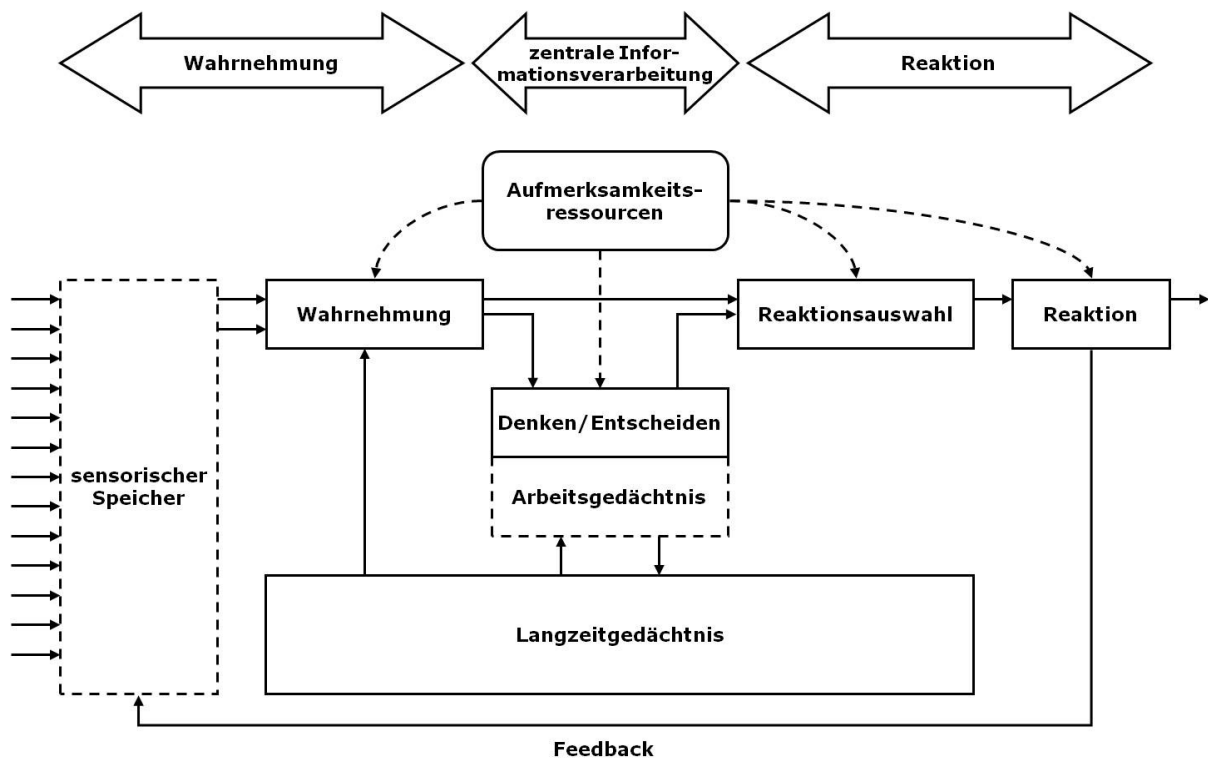 Wahrnehmung
zentrale Infor-
mationsverarbeitung
Reaktion
Aufmerksamkeits-
ressourcen
Wahrnehmung
Reaktionsauswahl
Reaktion
Denken/Entscheiden
sensorischer
Speicher
Arbeitsgedächtnis
Langzeitgedächtnis
Feedback